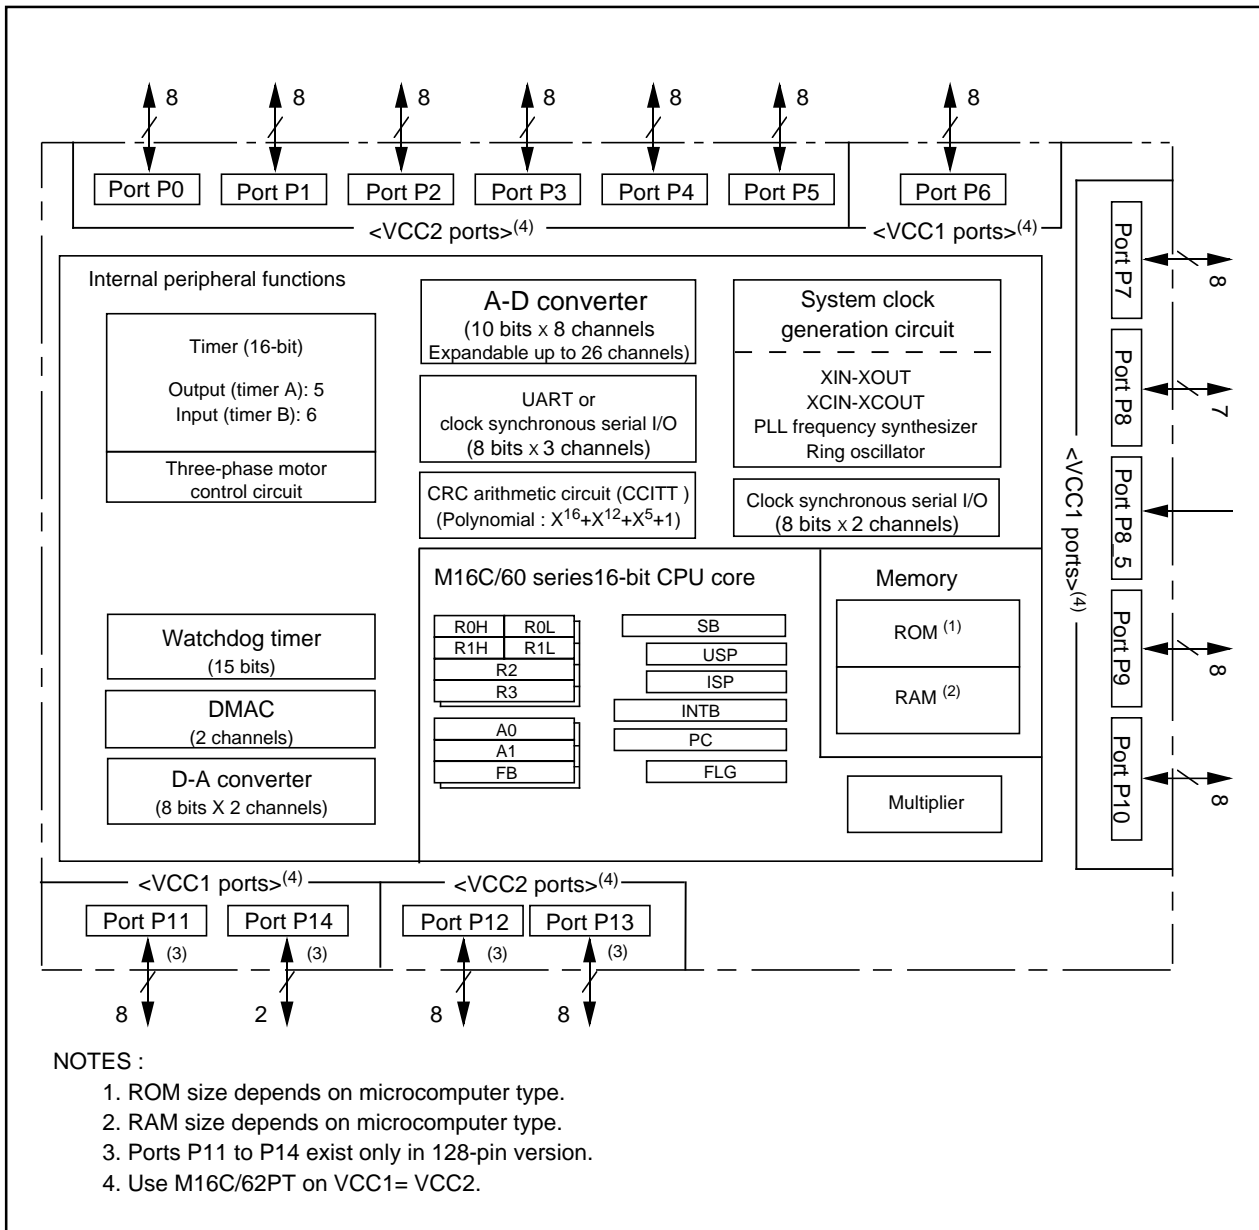 8 8 8 8 8 8 8
Port P0 Port P1 Port P2 Port P3 Port P4 Port P5 Port P6
<VCC2 ports>(4) <VCC1 ports>(4)
Internal peripheral functions
Timer (16-bit)
Output (timer A): 5
Input (timer B): 6
Three-phase motor
control circuit
A-D converter
(10 bits x 8 channels
Expandable up to 26 channels)
UART or
clock synchronous serial I/O
(8 bits x 3 channels)
CRC arithmetic circuit (CCITT )
(Polynomial : X16+X12+X5+1)
System clock
generation circuit
XIN-XOUT
XCIN-XCOUT
PLL frequency synthesizer
Ring oscillator
Clock synchronous serial I/O
(8 bits x 2 channels)
Watchdog timer
(15 bits)
DMAC
(2 channels)
D-A converter
(8 bits X 2 channels)
M16C/60 series16-bit CPU core
R0H R0L
R1H R1L
R2
R3
A0
A1
FB
SB
USP
ISP
INTB
PC
FLG
Memory
ROM (1)
RAM (2)
Multiplier
<VCC1 ports>(4)
Port P7
8
Port P8
7
Port P8_5
Port P9
8
Port P10
8
<VCC1 ports>(4) <VCC2 ports>(4)
Port P11 Port P14 Port P12 Port P13
(3) (3) (3) (3)
8 2 8 8
NOTES :
1. ROM size depends on microcomputer type.
2. RAM size depends on microcomputer type.
3. Ports P11 to P14 exist only in 128-pin version.
4. Use M16C/62PT on VCC1= VCC2.